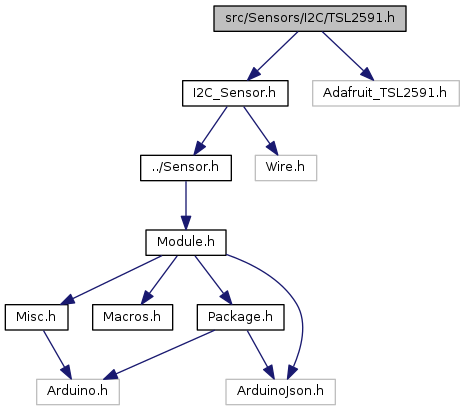 src/Sensors/I2C/TSL2591.h
I2C_Sensor.h
Adafruit_TSL2591.h
../Sensor.h
Wire.h
Module.h
Misc.h
Macros.h
Package.h
Arduino.h
ArduinoJson.h